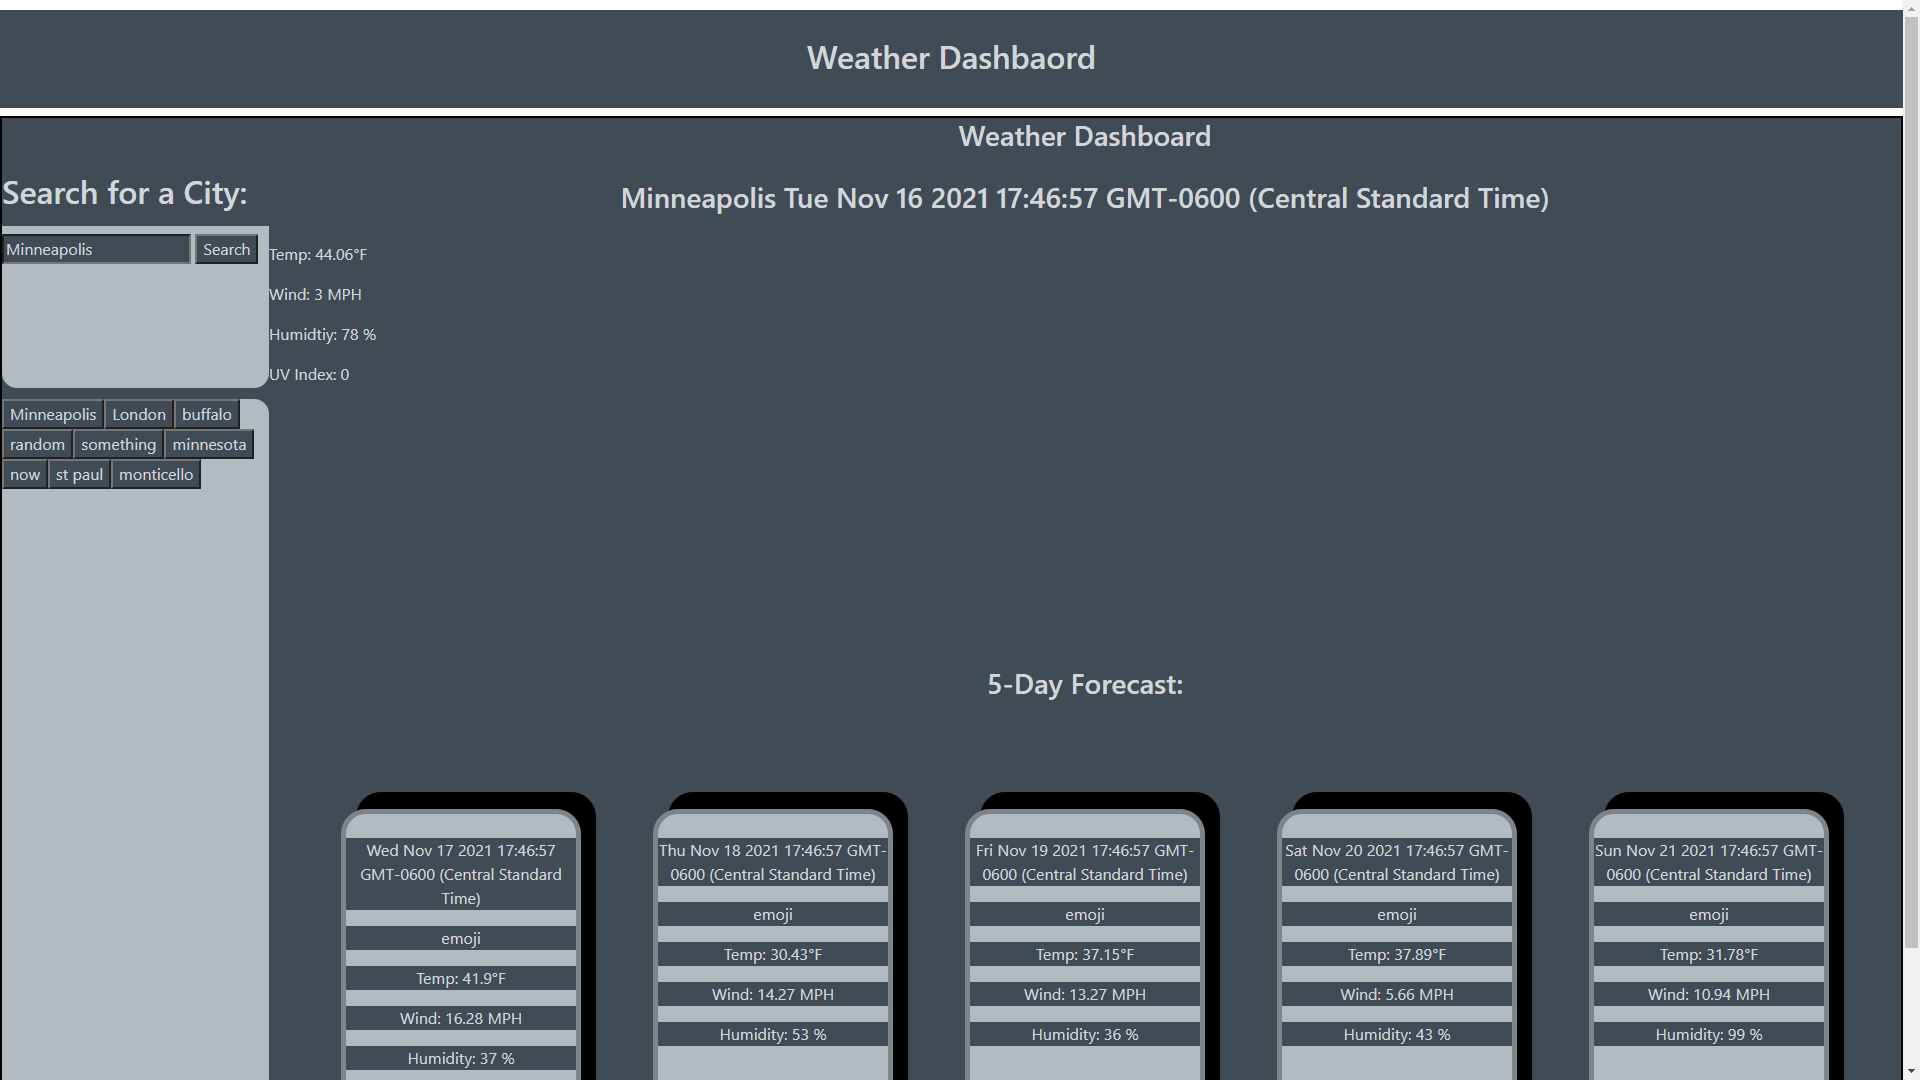 Weather Dashbaord
Weather Dashboard
Search for a City:
Minneapolis Tue Nov 16 2021 17:46:57 GMT-0600 (Central Standard Time)
Minneapolis Search
Temp: 44.06°F
Wind: 3 MPH
Humidtiy: 78 %
UV Index: 0
Minneapolis London buffalo
random something minnesota
now st paul monticello
5-Day Forecast:
Wed Nov 17 2021 17:46:57
GMT-0600 (Central Standard
Time)
emoji
Temp: 41.9°F
Wind: 16.28 MPH
Humidity: 37 %
Thu Nov 18 2021 17:46:57 GMT-
0600 (Central Standard Time)
emoji
Temp: 30.43°F
Wind: 14.27 MPH
Humidity: 53 %
Fri Nov 19 2021 17:46:57 GMT-
0600 (Central Standard Time)
emoji
Temp: 37.15°F
Wind: 13.27 MPH
Humidity: 36 %
Sat Nov 20 2021 17:46:57 GMT-
0600 (Central Standard Time)
emoji
Temp: 37.89°F
Wind: 5.66 MPH
Humidity: 43 %
Sun Nov 21 2021 17:46:57 GMT-
0600 (Central Standard Time)
emoji
Temp: 31.78°F
Wind: 10.94 MPH
Humidity: 99 %